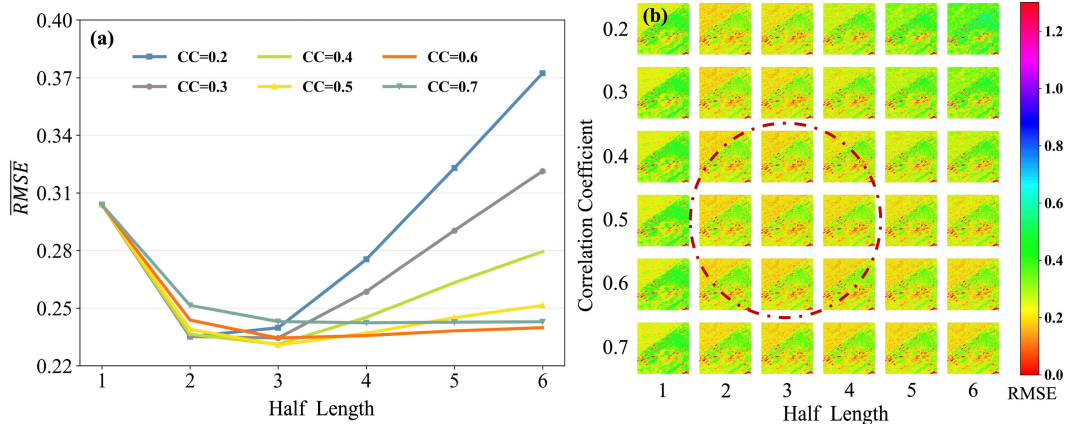 (a)
CC=0.2 CC=0.4 CC=0.6
CC=0.3 CC=0.5 CC=0.7
0.40
0.37
0.34
0.31
0.28
0.25
0.22
RMSE
1 2 3 4 5 6
Half Length
(b)
0.2
0.3
0.4
0.5
0.6
0.7
Correlation Coefficient
1 2 3 4 5 6
Half Length
1.2
1.0
0.8
0.6
0.4
0.2
0.0
RMSE